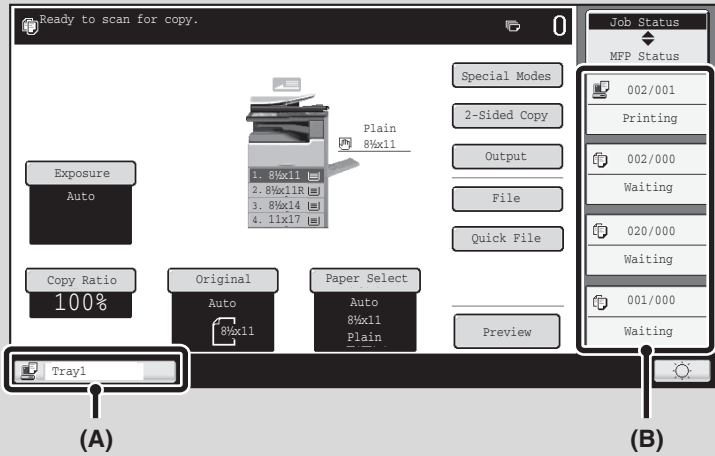 Ready to scan for copy.
0
Job Status
MFP Status
002/001
Printing
002/000
Waiting
020/000
Waiting
001/000
Waiting
Special Modes
2-Sided Copy
Output
File
Quick File
Preview
Plain
8½x11
1. 8½x11
2. 8½x11R
3. 8½x14
4. 11x17
Exposure
Auto
Copy Ratio
100%
Original
Auto
8½x11
Paper Select
Auto
8½x11
Plain
Tray1
(A)
(B)